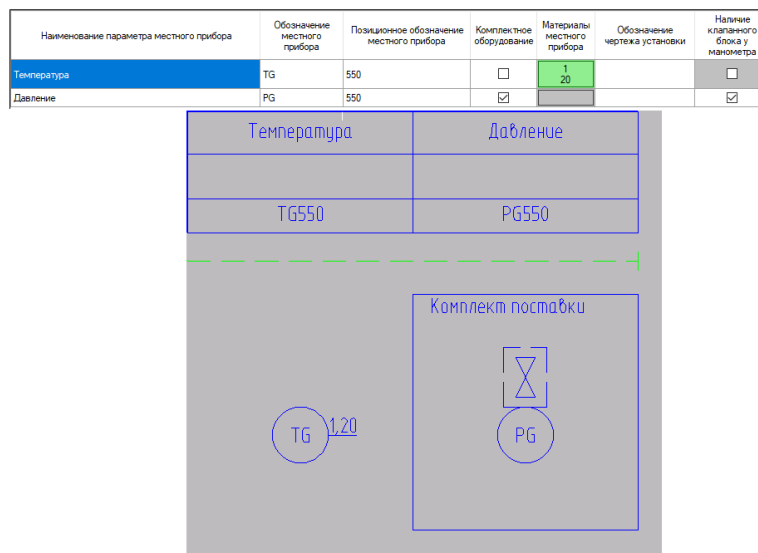 Наименование параметра местного прибора
Обозначение
местного
прибора
Позиционное обозначение
местного прибора
Комплектное
оборудование
Материалы
местного
прибора
Обозначение
чертежа установки
Наличие
клапанного
блока у
манометра
Температура
TG
550
1
20
Давление
PG
550
Температура
Давление
TG550
PG550
Комплект поставки
TG
1,20
PG